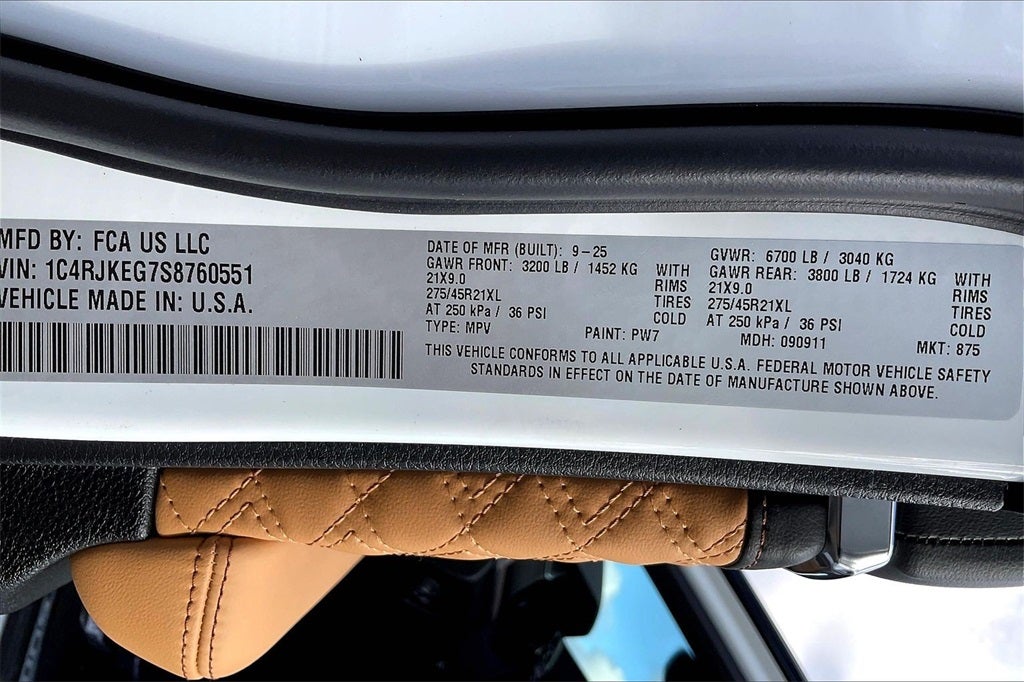 MFD BY: FCA US LLC
VIN: 1C4RJKEG7S8760551
VEHICLE MADE IN: U.S.A.
DATE OF MFR (BUILT): 9-25
GAWR FRONT: 3200 LB / 1452 KG WITH
21X9.0 RIMS
275/45R21XL TIRES
AT 250 kPa / 36 PSI COLD
TYPE: MPV PAINT: PW7
GVWR: 6700 LB / 3040 KG
GAWR REAR: 3800 LB / 1724 KG WITH
21X9.0 RIMS
275/45R21XL TIRES
AT 250 kPa / 36 PSI COLD
MDH: 090911 MKT: 875
THIS VEHICLE CONFORMS TO ALL APPLICABLE U.S.A. FEDERAL MOTOR VEHICLE SAFETY
STANDARDS IN EFFECT ON THE DATE OF MANUFACTURE SHOWN ABOVE.